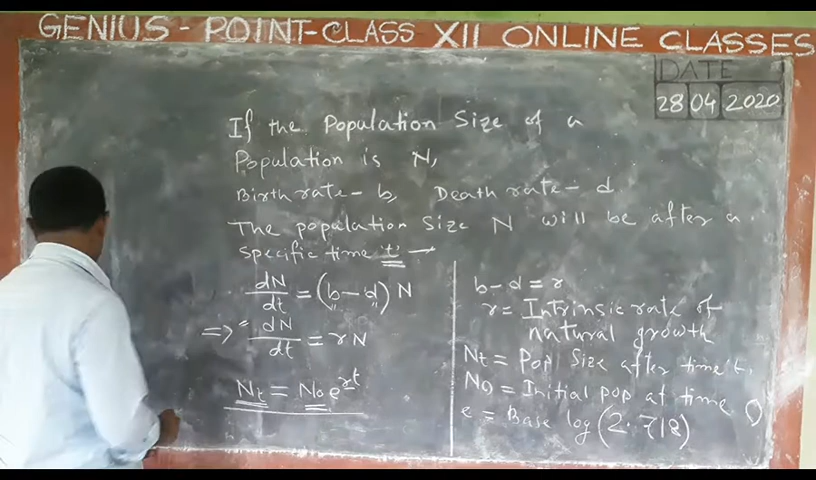 GENIUS - POINT-CLASS XII ONLINE CLASSES
DATE
28 04 2020
If the Population Size of a
Population is N,
Birth rate - b, Death rate - d
The population Size N will be after a
Specific time 't' -
dN/dt = (b - d) N
=> dN/dt = rN
Nt = N0e^rt
b - d = r
r = Intrinsic rate of
natural growth
Nt = Popl Size after time t,
N0 = Initial pop at time 0
e = Base log (2.718)